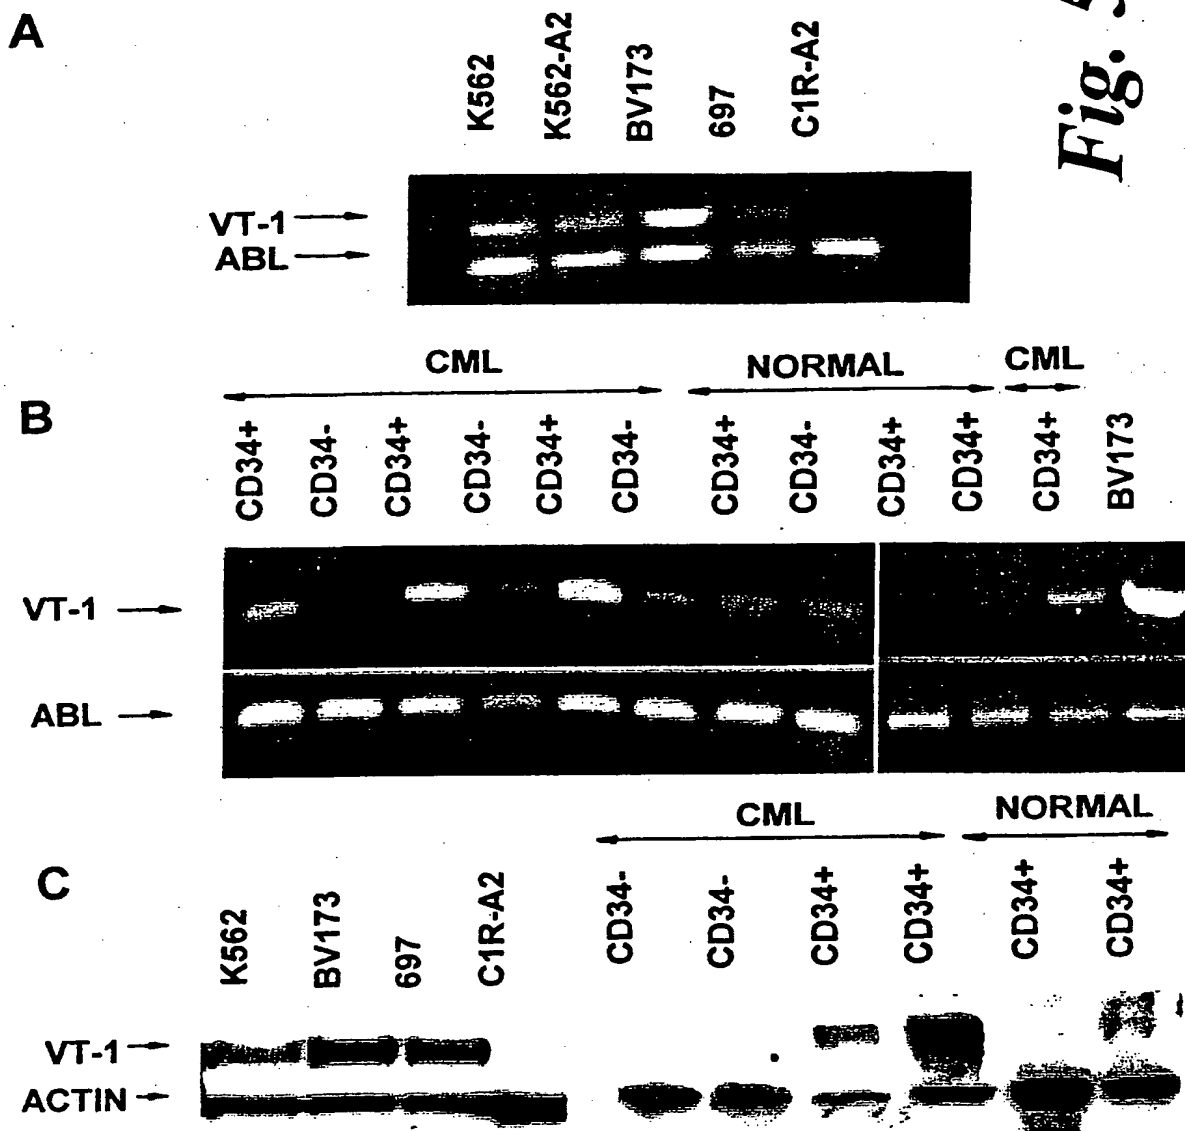 A
K562
K562-A2
BV173
697
C1R-A2
Fig. 5
VT-1
ABL
CML
NORMAL
CML
B
CD34+
CD34-
CD34+
CD34-
CD34+
CD34-
CD34+
CD34-
CD34+
CD34+
CD34+
BV173
VT-1
ABL
CML
NORMAL
C
K562
BV173
697
C1R-A2
CD34-
CD34-
CD34+
CD34+
CD34+
CD34+
VT-1
ACTIN